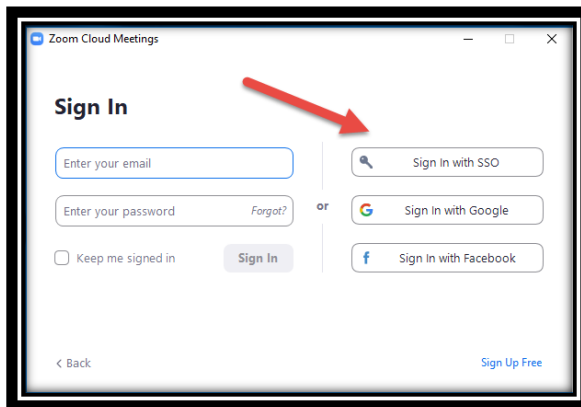 Zoom Cloud Meetings
Sign In
Enter your email
Enter your password
Forgot?
Keep me signed in
Sign In
or
Sign In with SSO
Sign In with Google
Sign In with Facebook
< Back
Sign Up Free